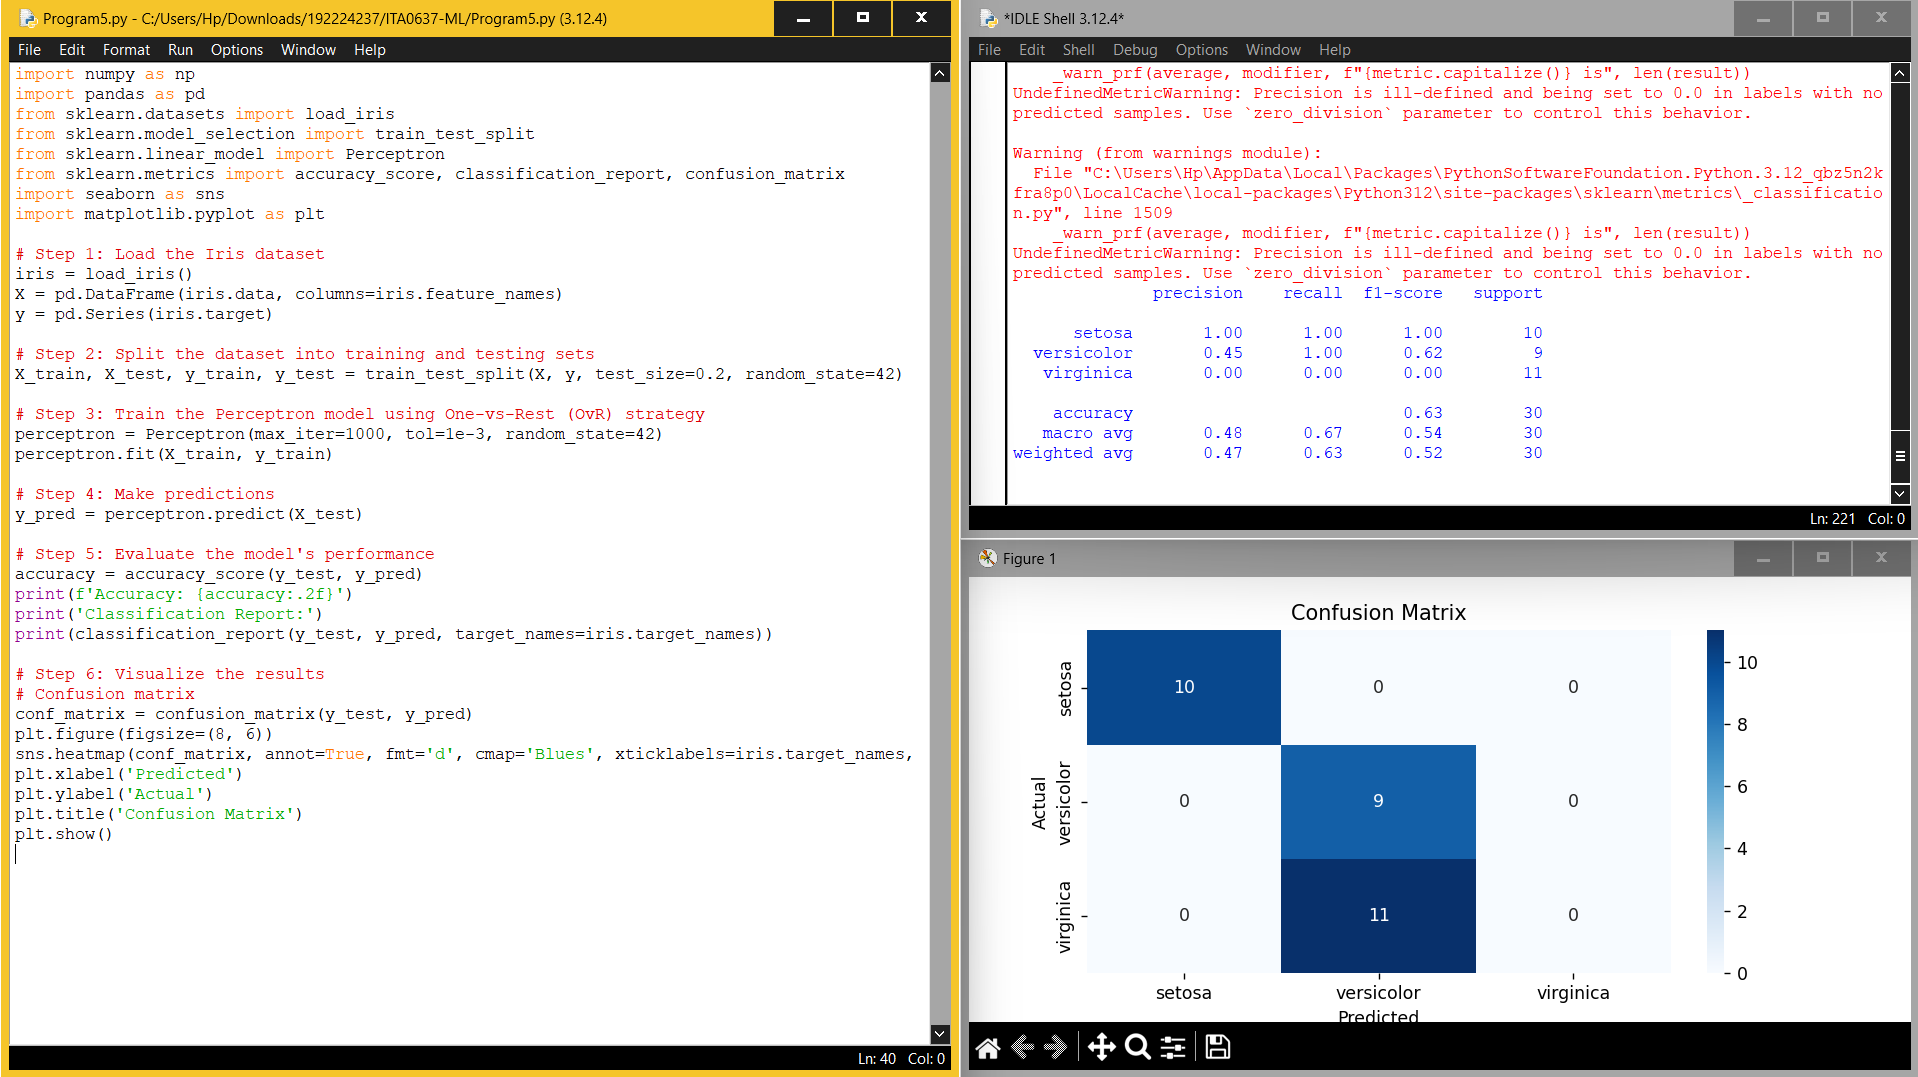 Program5.py - C:/Users/Hp/Downloads/192224237/ITA0637-ML/Program5.py (3.12.4)
File Edit Format Run Options Window Help
import numpy as np
import pandas as pd
from sklearn.datasets import load_iris
from sklearn.model_selection import train_test_split
from sklearn.linear_model import Perceptron
from sklearn.metrics import accuracy_score, classification_report, confusion_matrix
import seaborn as sns
import matplotlib.pyplot as plt
# Step 1: Load the Iris dataset
iris = load_iris()
X = pd.DataFrame(iris.data, columns=iris.feature_names)
y = pd.Series(iris.target)
# Step 2: Split the dataset into training and testing sets
X_train, X_test, y_train, y_test = train_test_split(X, y, test_size=0.2, random_state=42)
# Step 3: Train the Perceptron model using One-vs-Rest (OvR) strategy
perceptron = Perceptron(max_iter=1000, tol=1e-3, random_state=42)
perceptron.fit(X_train, y_train)
# Step 4: Make predictions
y_pred = perceptron.predict(X_test)
# Step 5: Evaluate the model's performance
accuracy = accuracy_score(y_test, y_pred)
print(f'Accuracy: {accuracy:.2f}')
print('Classification Report:')
print(classification_report(y_test, y_pred, target_names=iris.target_names))
# Step 6: Visualize the results
# Confusion matrix
conf_matrix = confusion_matrix(y_test, y_pred)
plt.figure(figsize=(8, 6))
sns.heatmap(conf_matrix, annot=True, fmt='d', cmap='Blues', xticklabels=iris.target_names,
plt.xlabel('Predicted')
plt.ylabel('Actual')
plt.title('Confusion Matrix')
plt.show()
Ln: 40 Col: 0
*IDLE Shell 3.12.4*
File Edit Shell Debug Options Window Help
_warn_prf(average, modifier, f"{metric.capitalize()} is", len(result))
UndefinedMetricWarning: Precision is ill-defined and being set to 0.0 in labels with no
predicted samples. Use `zero_division` parameter to control this behavior.
Warning (from warnings module):
File "C:\Users\Hp\AppData\Local\Packages\PythonSoftwareFoundation.Python.3.12_qbz5n2k
fra8p0\LocalCache\local-packages\Python312\site-packages\sklearn\metrics\_classificatio
n.py", line 1509
_warn_prf(average, modifier, f"{metric.capitalize()} is", len(result))
UndefinedMetricWarning: Precision is ill-defined and being set to 0.0 in labels with no
predicted samples. Use `zero_division` parameter to control this behavior.
precision recall f1-score support
setosa 1.00 1.00 1.00 10
versicolor 0.45 1.00 0.62 9
virginica 0.00 0.00 0.00 11
accuracy 0.63 30
macro avg 0.48 0.67 0.54 30
weighted avg 0.47 0.63 0.52 30
Ln: 221 Col: 0
Figure 1
Confusion Matrix
setosa 10 0 0
versicolor 0 9 0
virginica 0 11 0
Actual
setosa versicolor virginica
Predicted
10
8
6
4
2
0